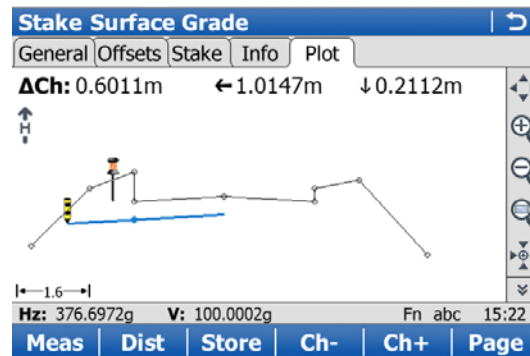 Stake Surface Grade
General Offsets Stake Info Plot
ΔCh: 0.6011m ←1.0147m ↓0.2112m
H
1.6
Hz: 376.6972g V: 100.0002g Fn abc 15:22
Meas Dist Store Ch- Ch+ Page